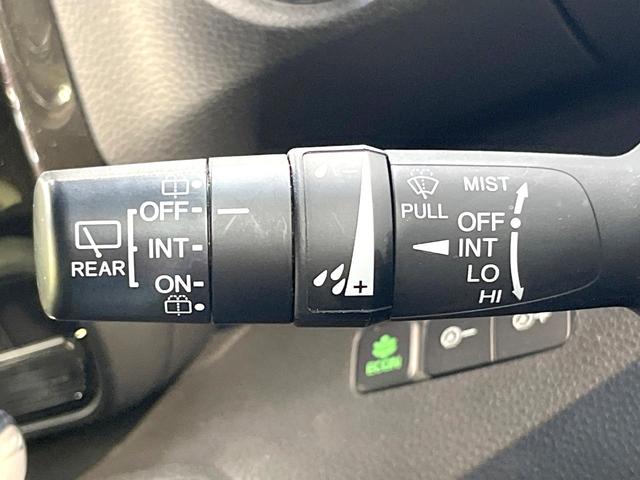 OFF
INT
ON
REAR
- +
PULL
MIST
OFF
INT
LO
HI
ECON